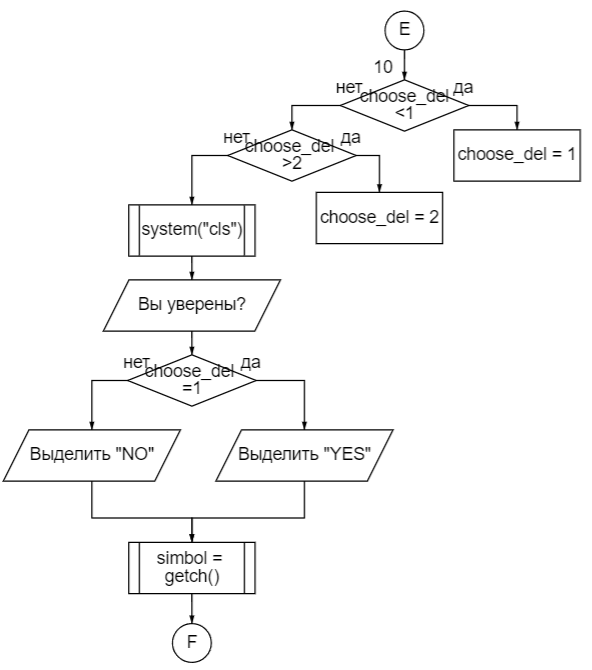 E
10
нет
да
choose_del
<1
нет
да
choose_del
>2
choose_del = 1
choose_del = 2
system("cls")
Вы уверены?
нет
да
choose_del
=1
Выделить "NO"
Выделить "YES"
simbol =
getch()
F